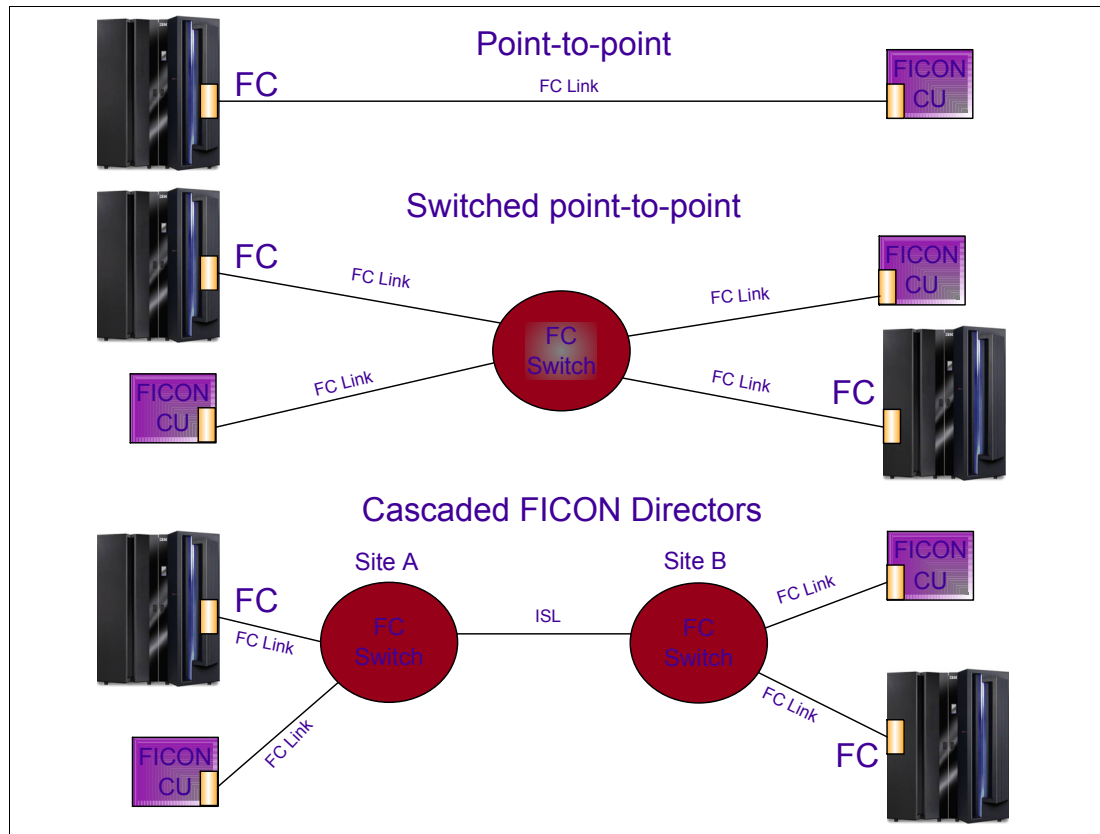 Point-to-point
FC
FC Link
FICON
CU
Switched point-to-point
FC
FC Link
FC Link
FICON
CU
FC
Switch
FICON
CU
FC Link
FC Link
FC
Cascaded FICON Directors
Site A
Site B
FC
FC Link
FC
Switch
ISL
FC
Switch
FC Link
FICON
CU
FICON
CU
FC Link
FC Link
FC